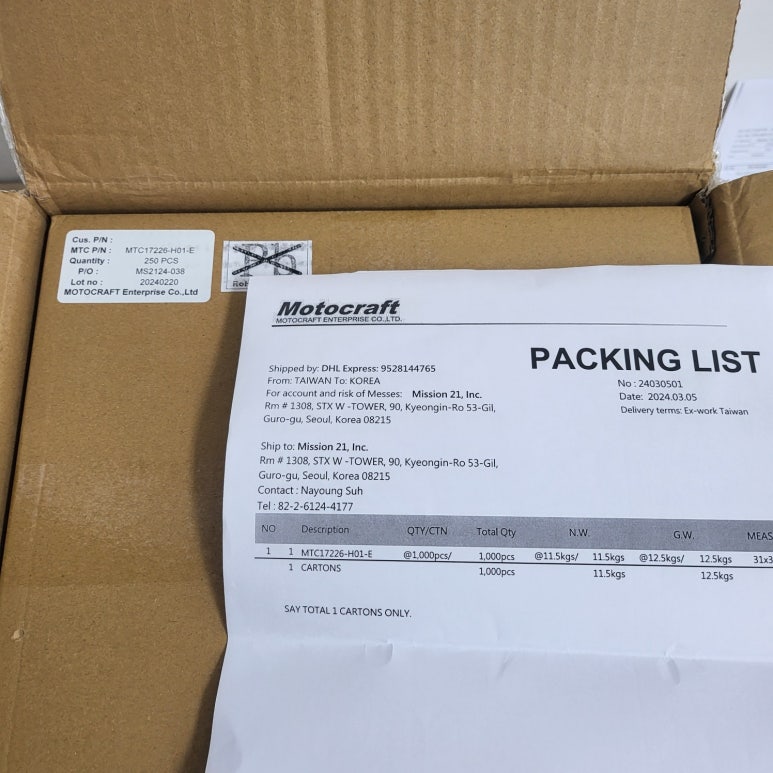 Cus. P/N :
MTC P/N : MTC17226-H01-E
Quantity : 250 PCS
P/O : MS2124-038
Lot no : 20240220
MOTOCRAFT Enterprise Co.,Ltd
Pb
Motocraft
MOTOCRAFT ENTERPRISE CO.,LTD.
PACKING LIST
No : 24030501
Date: 2024.03.05
Delivery terms: Ex-work Taiwan
Shipped by: DHL Express: 9528144765
From: TAIWAN To: KOREA
For account and risk of Messes: Mission 21, Inc.
Rm # 1308, STX W -TOWER, 90, Kyeongin-Ro 53-Gil,
Guro-gu, Seoul, Korea 08215
Ship to: Mission 21, Inc.
Rm # 1308, STX W -TOWER, 90, Kyeongin-Ro 53-Gil,
Guro-gu, Seoul, Korea 08215
Contact : Nayoung Suh
Tel : 82-2-6124-4177
NO Description QTY/CTN Total Qty N.W. G.W. MEAS
1 1 MTC17226-H01-E @1,000pcs/ 1,000pcs @11.5kgs/ 11.5kgs @12.5kgs/ 12.5kgs 31x3
1 CARTONS 1,000pcs 11.5kgs 12.5kgs
SAY TOTAL 1 CARTONS ONLY.